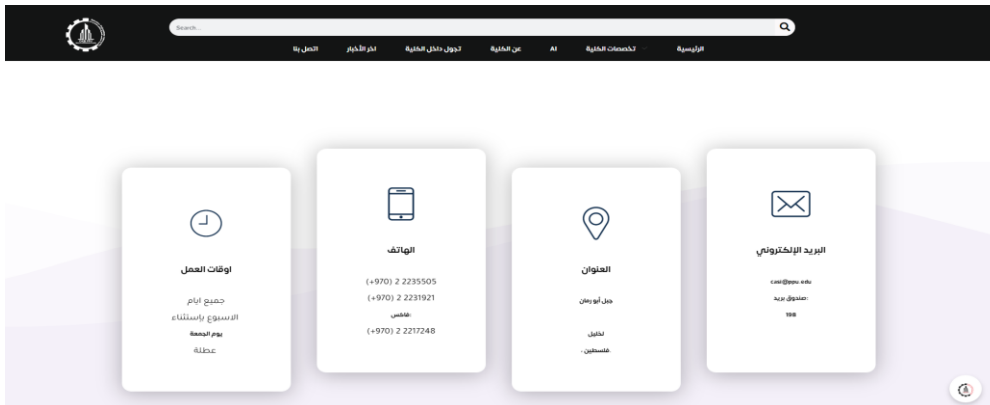 Search...
الرئيسية
تخصصات الكلية
AI
عن الكلية
تجول داخل الكلية
اخر الأخبار
اتصل بنا
البريد الإلكتروني
casi@ppu.edu
صندوق بريد:
198
العنوان
جبل أبو رمان
لخليل
- فلسطين.
الهاتف
(+970) 2 2235505
(+970) 2 2231921
فاكس:
(+970) 2 2217248
اوقات العمل
جميع ايام
الاسبوع بإستثناء
يوم الجمعة
عطلة